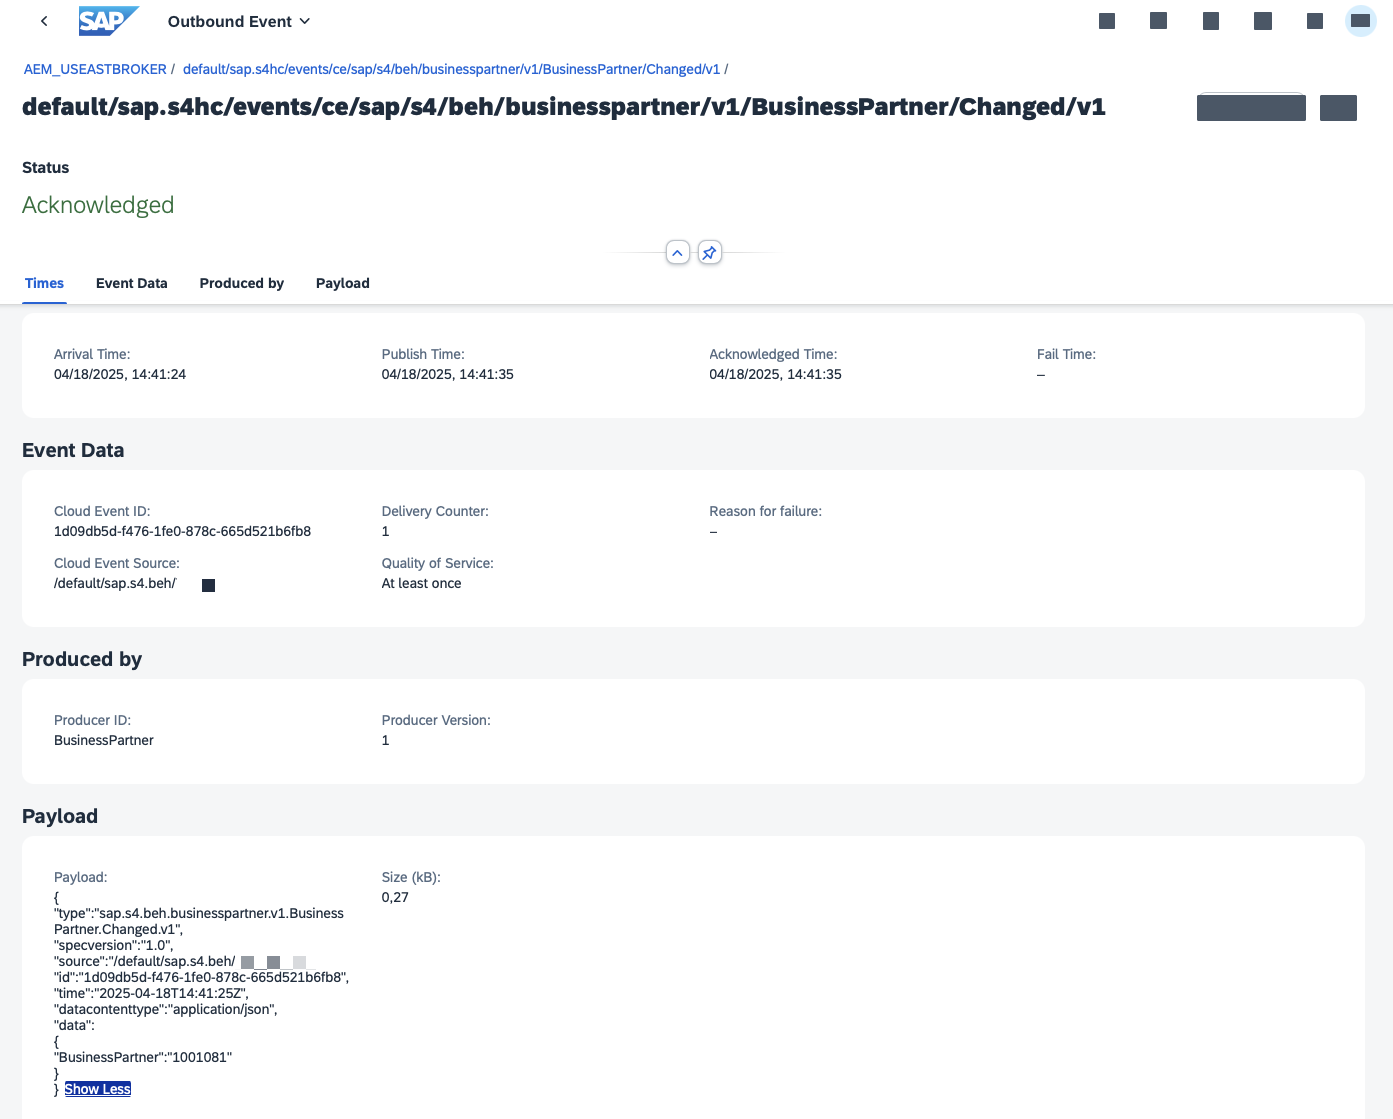 SAP
Outbound Event
AEM_USEASTBROKER / default/sap.s4hc/events/ce/sap/s4/beh/businesspartner/v1/BusinessPartner/Changed/v1 /
default/sap.s4hc/events/ce/sap/s4/beh/businesspartner/v1/BusinessPartner/Changed/v1
Status
Acknowledged
Times Event Data Produced by Payload
Arrival Time: Publish Time: Acknowledged Time: Fail Time:
04/18/2025, 14:41:24 04/18/2025, 14:41:35 04/18/2025, 14:41:35 –
Event Data
Cloud Event ID: Delivery Counter: Reason for failure:
1d09db5d-f476-1fe0-878c-665d521b6fb8 1 –
Cloud Event Source: Quality of Service:
/default/sap.s4.beh/ At least once
Produced by
Producer ID: Producer Version:
BusinessPartner 1
Payload
Payload: Size (kB):
{ 0,27
"type":"sap.s4.beh.businesspartner.v1.Business
Partner.Changed.v1",
"specversion":"1.0",
"source":"/default/sap.s4.beh/
"id":"1d09db5d-f476-1fe0-878c-665d521b6fb8",
"time":"2025-04-18T14:41:25Z",
"datacontenttype":"application/json",
"data":
{
"BusinessPartner":"1001081"
}
} Show Less